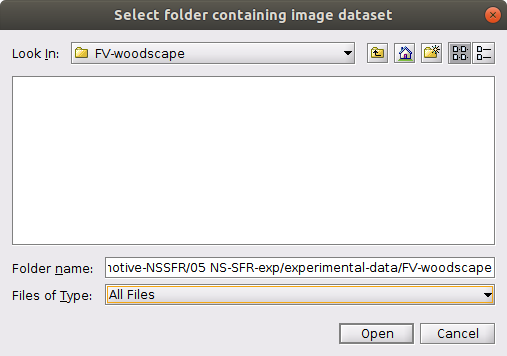 Select folder containing image dataset
Look In: FV-woodscape
Folder name: motive-NSSFR/05 NS-SFR-exp/experimental-data/FV-woodscape
Files of Type: All Files
Open Cancel